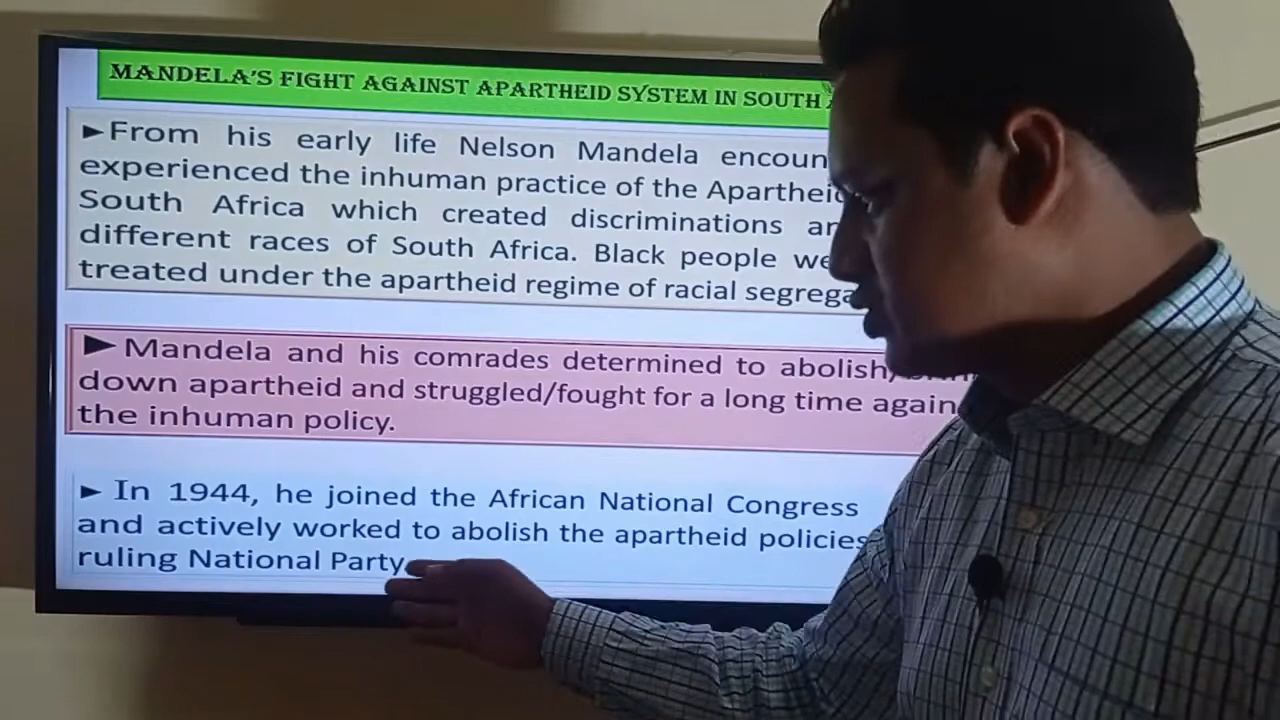 MANDELA'S FIGHT AGAINST APARTHEID SYSTEM IN SOUTH
►From his early life Nelson Mandela encoun
experienced the inhuman practice of the Apartheid
South Africa which created discriminations
different races of South Africa. Black people we
treated under the apartheid regime of racial segrega
►Mandela and his comrades determined to abolish/
down apartheid and struggled/fought for a long time again
the inhuman policy.
► In 1944, he joined the African National Congress
and actively worked to abolish the apartheid policies
ruling National Party